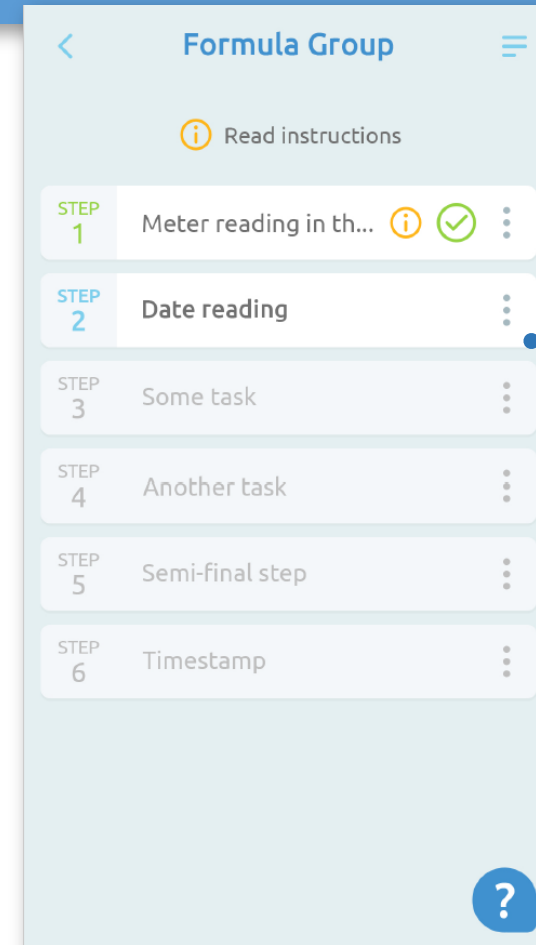 Formula Group
Read instructions
STEP
1
Meter reading in th...
STEP
2
Date reading
STEP
3
Some task
STEP
4
Another task
STEP
5
Semi-final step
STEP
6
Timestamp
?